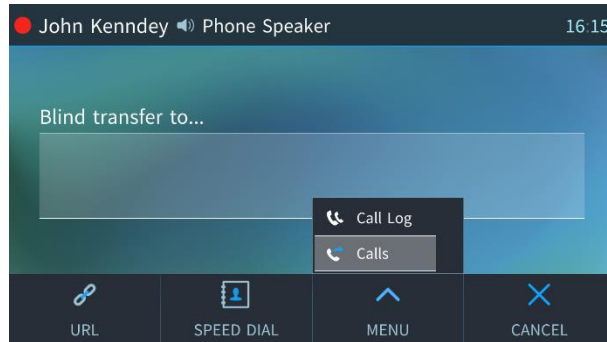 John Kenndey Phone Speaker 16:15
Blind transfer to...
Call Log
Calls
URL SPEED DIAL MENU CANCEL